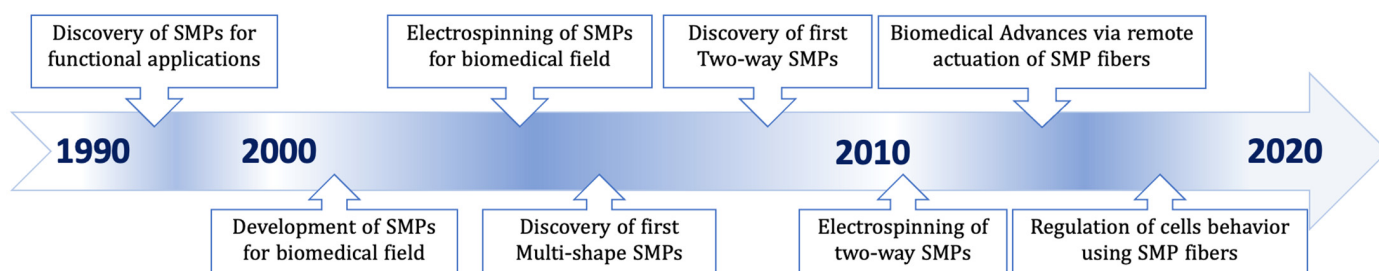 Discovery of SMPs for
functional applications
Electrospinning of SMPs
for biomedical field
Discovery of first
Two-way SMPs
Biomedical Advances via remote
actuation of SMP fibers
1990
2000
2010
2020
Development of SMPs
for biomedical field
Discovery of first
Multi-shape SMPs
Electrospinning of
two-way SMPs
Regulation of cells behavior
using SMP fibers